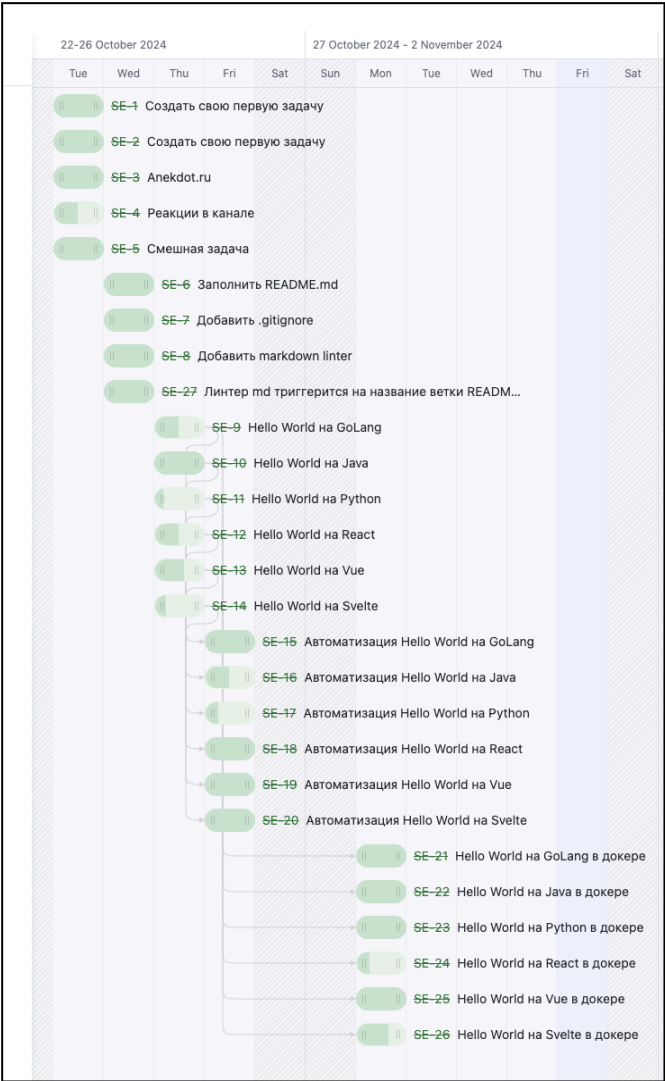 22-26 October 2024
27 October 2024 - 2 November 2024
Tue Wed Thu Fri Sat Sun Mon Tue Wed Thu Fri Sat
SE-1 Создать свою первую задачу
SE-2 Создать свою первую задачу
SE-3 Anekdot.ru
SE-4 Реакции в канале
SE-5 Смешная задача
SE-6 Заполнить README.md
SE-7 Добавить .gitignore
SE-8 Добавить markdown linter
SE-27 Линтер md триггерится на название ветки READM...
SE-9 Hello World на GoLang
SE-10 Hello World на Java
SE-11 Hello World на Python
SE-12 Hello World на React
SE-13 Hello World на Vue
SE-14 Hello World на Svelte
SE-15 Автоматизация Hello World на GoLang
SE-16 Автоматизация Hello World на Java
SE-17 Автоматизация Hello World на Python
SE-18 Автоматизация Hello World на React
SE-19 Автоматизация Hello World на Vue
SE-20 Автоматизация Hello World на Svelte
SE-21 Hello World на GoLang в докере
SE-22 Hello World на Java в докере
SE-23 Hello World на Python в докере
SE-24 Hello World на React в докере
SE-25 Hello World на Vue в докере
SE-26 Hello World на Svelte в докере